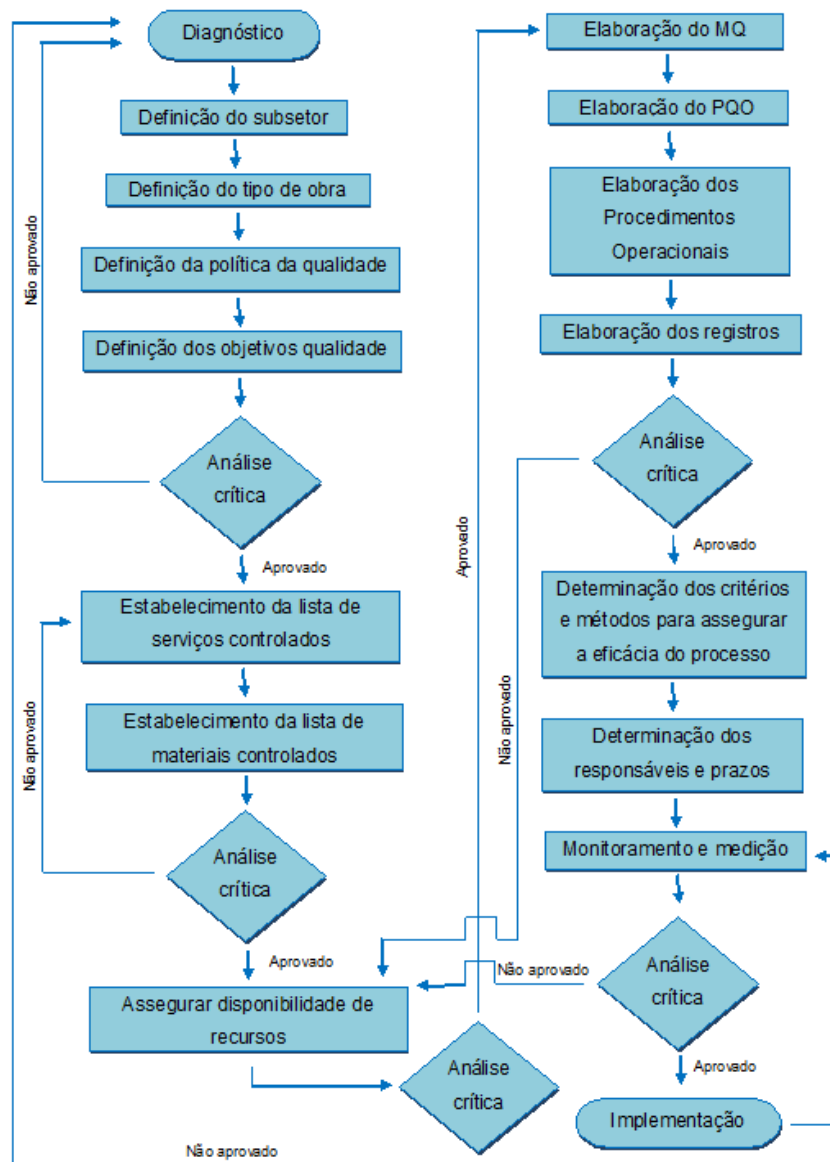 Diagnóstico
Definição do subsetor
Definição do tipo de obra
Definição da política da qualidade
Definição dos objetivos qualidade
Não aprovado
Análise
crítica
Aprovado
Estabelecimento da lista de
serviços controlados
Estabelecimento da lista de
materiais controlados
Não aprovado
Análise
crítica
Aprovado
Assegurar disponibilidade de
recursos
Análise
crítica
Não aprovado
Aprovado
Elaboração do MQ
Elaboração do PQO
Elaboração dos
Procedimentos
Operacionais
Elaboração dos registros
Análise
crítica
Não aprovado
Aprovado
Determinação dos critérios
e métodos para assegurar
a eficácia do processo
Determinação dos
responsáveis e prazos
Monitoramento e medição
Análise
crítica
Não aprovado
Aprovado
Implementação